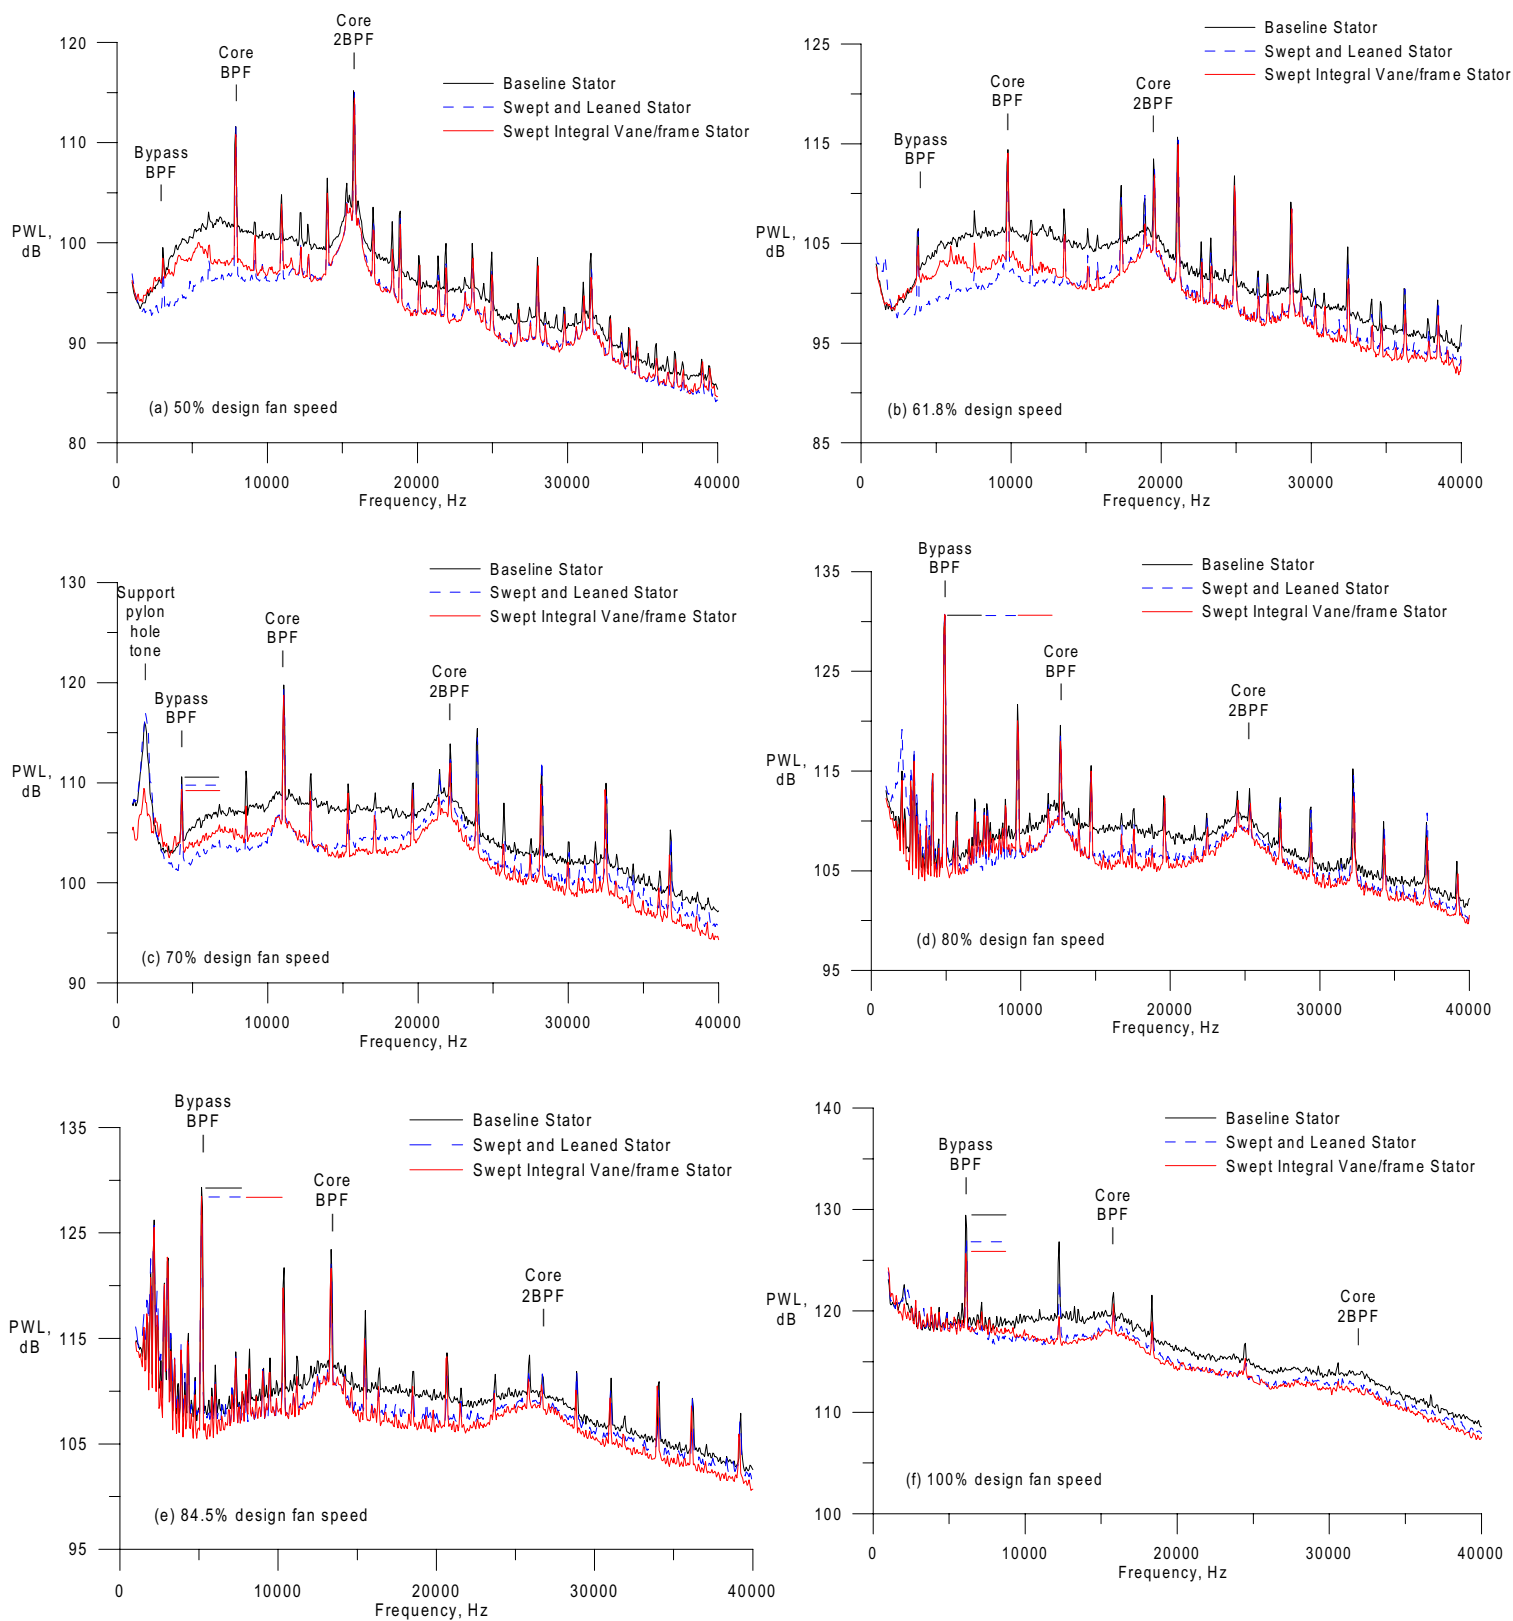 Core
2BPF
Core
BPF
Bypass
BPF
Baseline Stator
Swept and Leaned Stator
Swept Integral Vane/frame Stator
120
110
100
90
80
PWL,
dB
(a) 50% design fan speed
0
10000
20000
30000
40000
Frequency, Hz
Baseline Stator
Swept and Leaned Stator
Swept Integral Vane/frame Stator
Core
BPF
Core
2BPF
Bypass
BPF
125
115
105
95
85
PWL,
dB
(b) 61.8% design speed
0
10000
20000
30000
40000
Frequency, Hz
Baseline Stator
Swept and Leaned Stator
Swept Integral Vane/frame Stator
Support
pylon
hole
tone
Bypass
BPF
Core
BPF
Core
2BPF
130
120
110
100
90
PWL,
dB
(c) 70% design fan speed
0
10000
20000
30000
40000
Frequency, Hz
Bypass
BPF
Baseline Stator
Swept and Leaned Stator
Swept Integral Vane/frame Stator
Core
BPF
Core
2BPF
135
125
115
105
95
PWL,
dB
(d) 80% design fan speed
0
10000
20000
30000
40000
Frequency, Hz
Bypass
BPF
Baseline Stator
Swept and Leaned Stator
Swept Integral Vane/frame Stator
Core
BPF
Core
2BPF
135
125
115
105
95
PWL,
dB
(e) 84.5% design fan speed
0
10000
20000
30000
40000
Frequency, Hz
Baseline Stator
Swept and Leaned Stator
Swept Integral Vane/frame Stator
Bypass
BPF
Core
BPF
Core
2BPF
140
130
120
110
100
PWL,
dB
(f) 100% design fan speed
0
10000
20000
30000
40000
Frequency, Hz